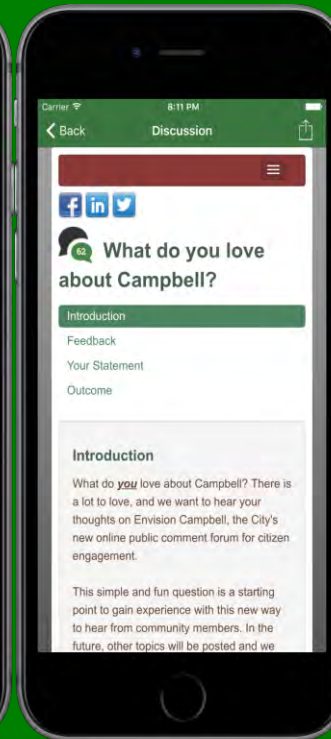 Carrier 8:11 PM
Back Discussion
62 What do you love
about Campbell?
Introduction
Feedback
Your Statement
Outcome
Introduction
What do you love about Campbell? There is
a lot to love, and we want to hear your
thoughts on Envision Campbell, the City's
new online public comment forum for citizen
engagement.
This simple and fun question is a starting
point to gain experience with this new way
to hear from community members. In the
future, other topics will be posted and we